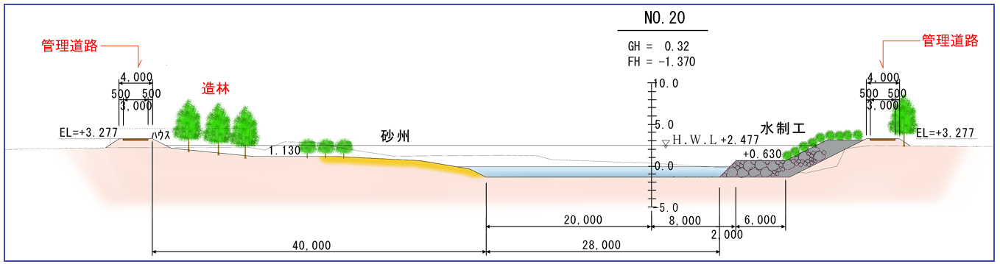 NO.20
GH = 0.32
FH = -1.370
管理道路
管理道路
4,000
500 500
3,000
造林
EL=+3.277
ハウス
1.130
砂州
10.0
5.0
0.0
-5.0
H.W.L +2.477
水制工
+0.630
4,000
500 500
3,000
EL=+3.277
20,000
8,000
6,000
2,000
40,000
28,000